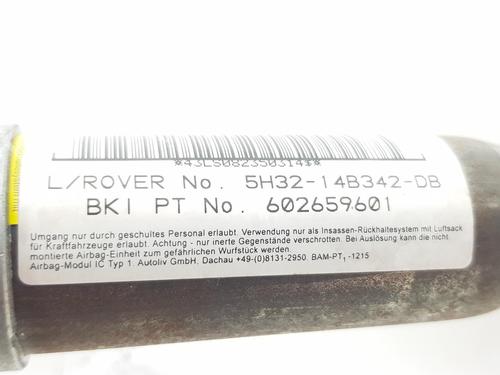 *43LS0823S0314$*
L/ROVER No. 5H32-14B342-DB
BKI PT No. 602659601
Umgang nur durch geschultes Personal erlaubt. Verwendung nur als Insassen-Rückhaltesystem mit Luftsack
für Kraftfahrzeuge erlaubt. Achtung - nur inerte Gegenstände verschrotten. Bei Auslösung kann die nicht
montierte Airbag-Einheit zum gefährlichen Wurfstück werden.
Airbag-Modul IC Typ 1. Autoliv GmbH. Dachau +49-(0)8131-2950. BAM-PT₁ -1215